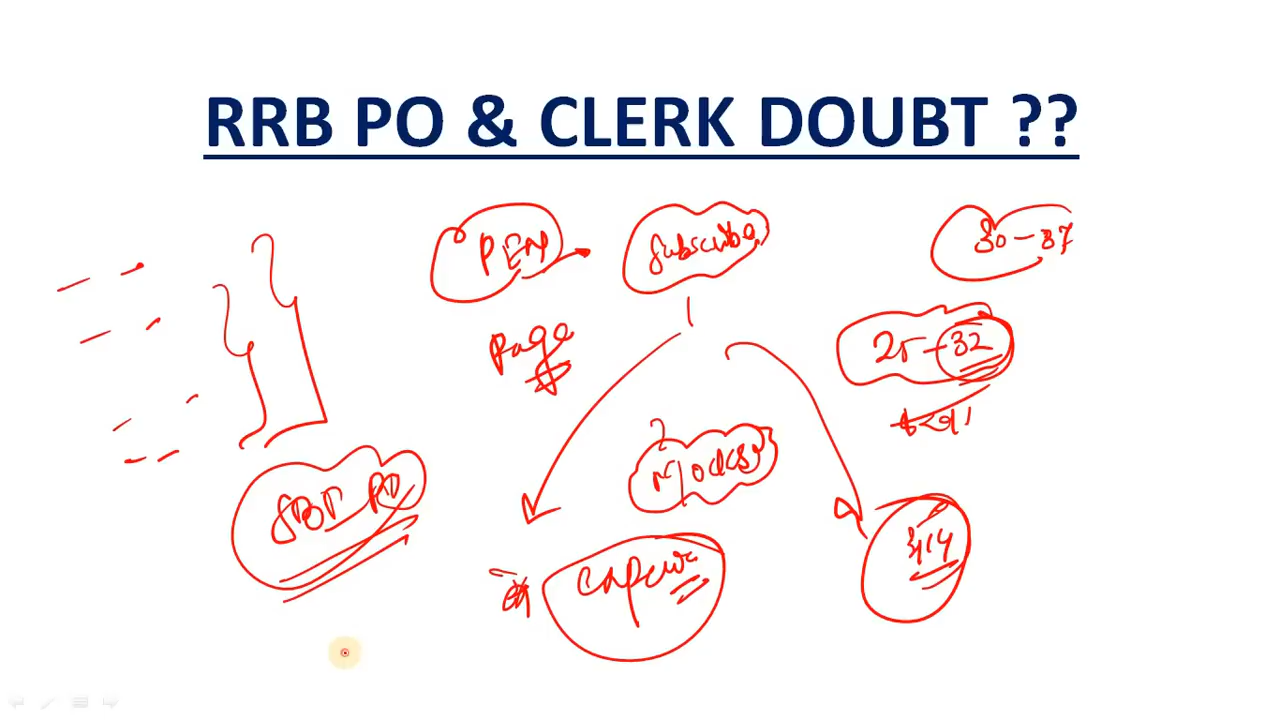 RRB PO & CLERK DOUBT ??
PEN
Subscribe
30-37
Page
25-32
Mocks
SBI PO
Capsule